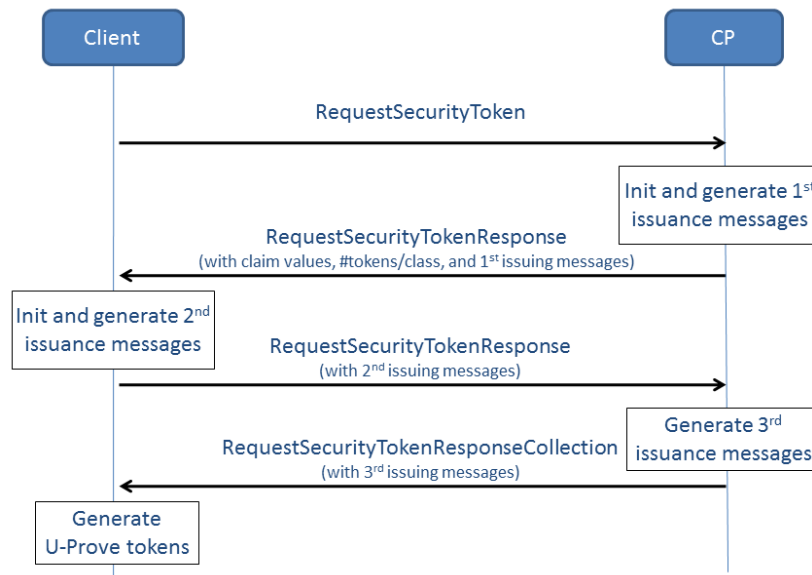 Client
CP
RequestSecurityToken
Init and generate 1st
issuance messages
RequestSecurityTokenResponse
(with claim values, #tokens/class, and 1st issuing messages)
Init and generate 2nd
issuance messages
RequestSecurityTokenResponse
(with 2nd issuing messages)
Generate 3rd
issuance messages
RequestSecurityTokenResponseCollection
(with 3rd issuing messages)
Generate
U-Prove tokens